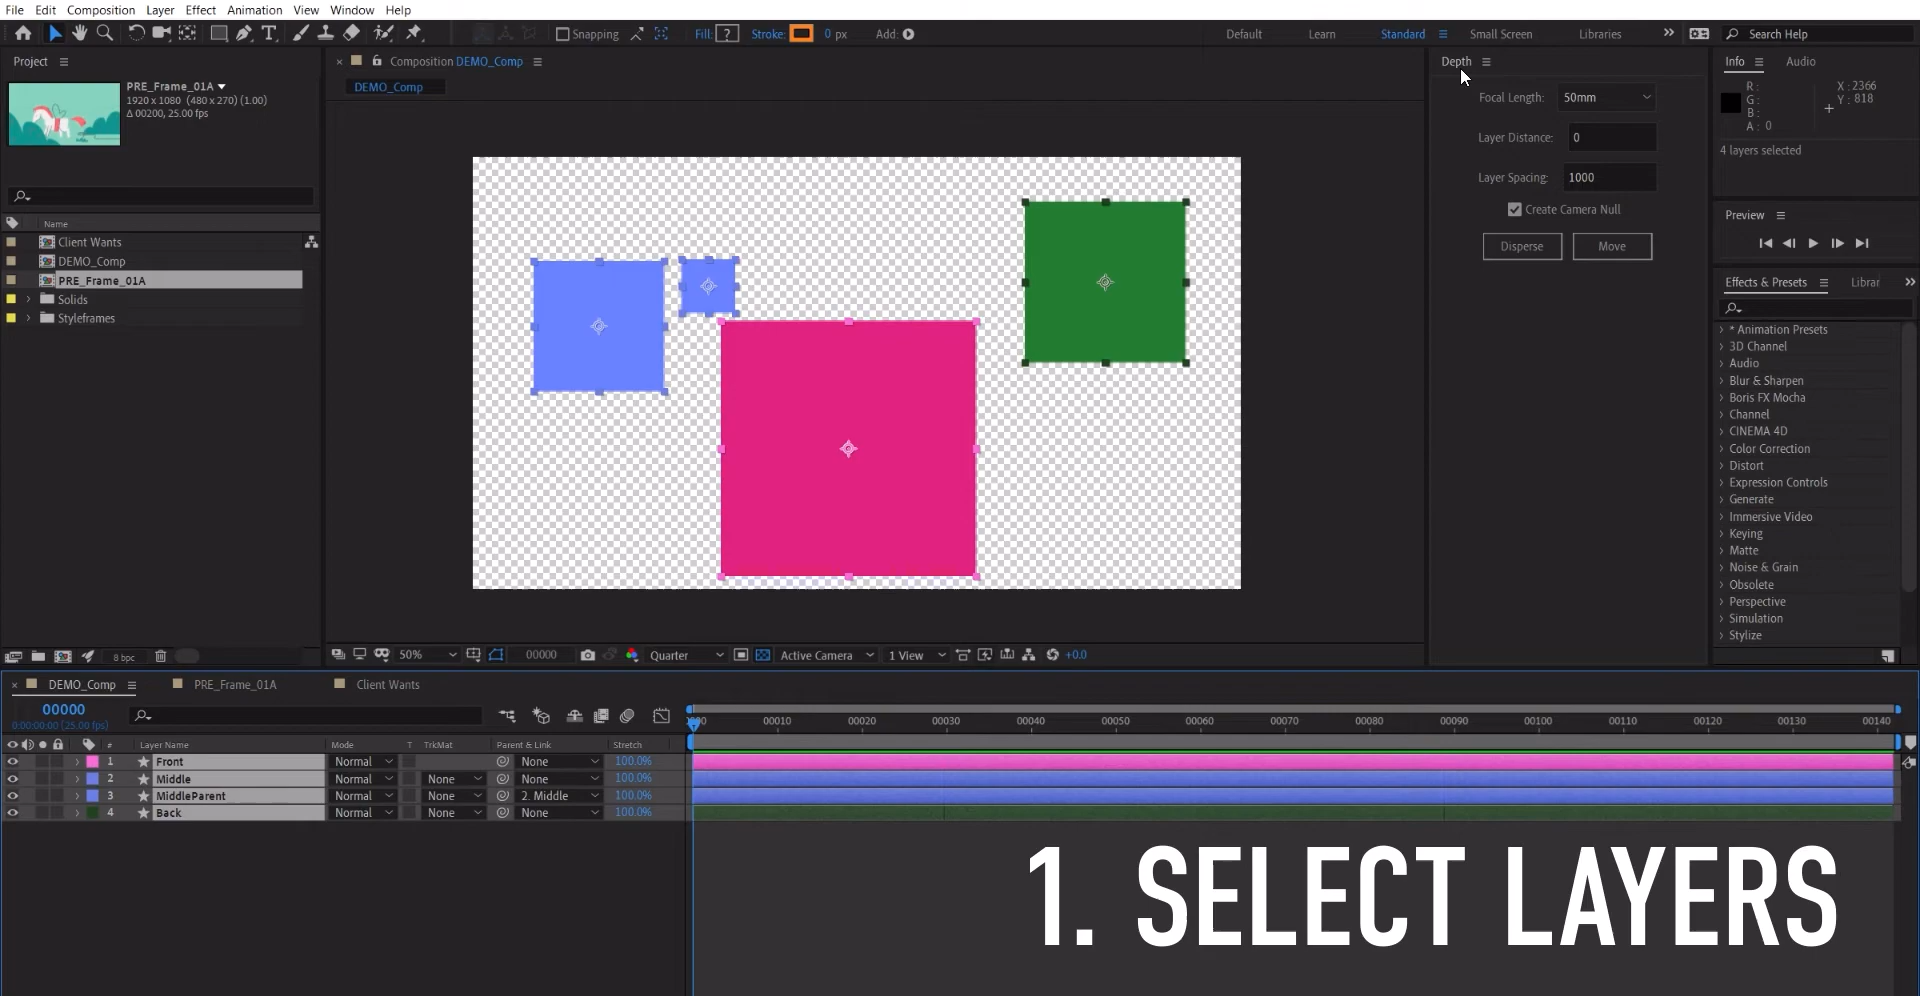 File Edit Composition Layer Effect Animation View Window Help
Snapping Fill: ? Stroke: 0 px Add: Default Learn Standard Small Screen Libraries Search Help
Project
PRE_Frame_01A
1920 x 1080 (480 x 270) (1.00)
Δ 00200, 25.00 fps
Name
Client Wants
DEMO_Comp
PRE_Frame_01A
Solids
Styleframes
8 bpc
Composition DEMO_Comp
DEMO_Comp
50% 00000 Quarter Active Camera 1 View +0.0
Depth
Focal Length: 50mm
Layer Distance: 0
Layer Spacing: 1000
Create Camera Null
Disperse Move
Info Audio
R: X: 2366
G: Y: 818
B:
A: 0
4 layers selected
Preview
Effects & Presets Librar
* Animation Presets
3D Channel
Audio
Blur & Sharpen
Boris FX Mocha
Channel
CINEMA 4D
Color Correction
Distort
Expression Controls
Generate
Immersive Video
Keying
Matte
Noise & Grain
Obsolete
Perspective
Simulation
Stylize
DEMO_Comp PRE_Frame_01A Client Wants
00000
0:00:00:00 (25.00 fps)
00010 00020 00030 00040 00050 00060 00070 00080 00090 00100 00110 00120 00130 00140
# Layer Name Mode T TrkMat Parent & Link Stretch
1 Front Normal None 100.0%
2 Middle Normal None None 100.0%
3 MiddleParent Normal None 2. Middle 100.0%
4 Back Normal None None 100.0%
1. SELECT LAYERS